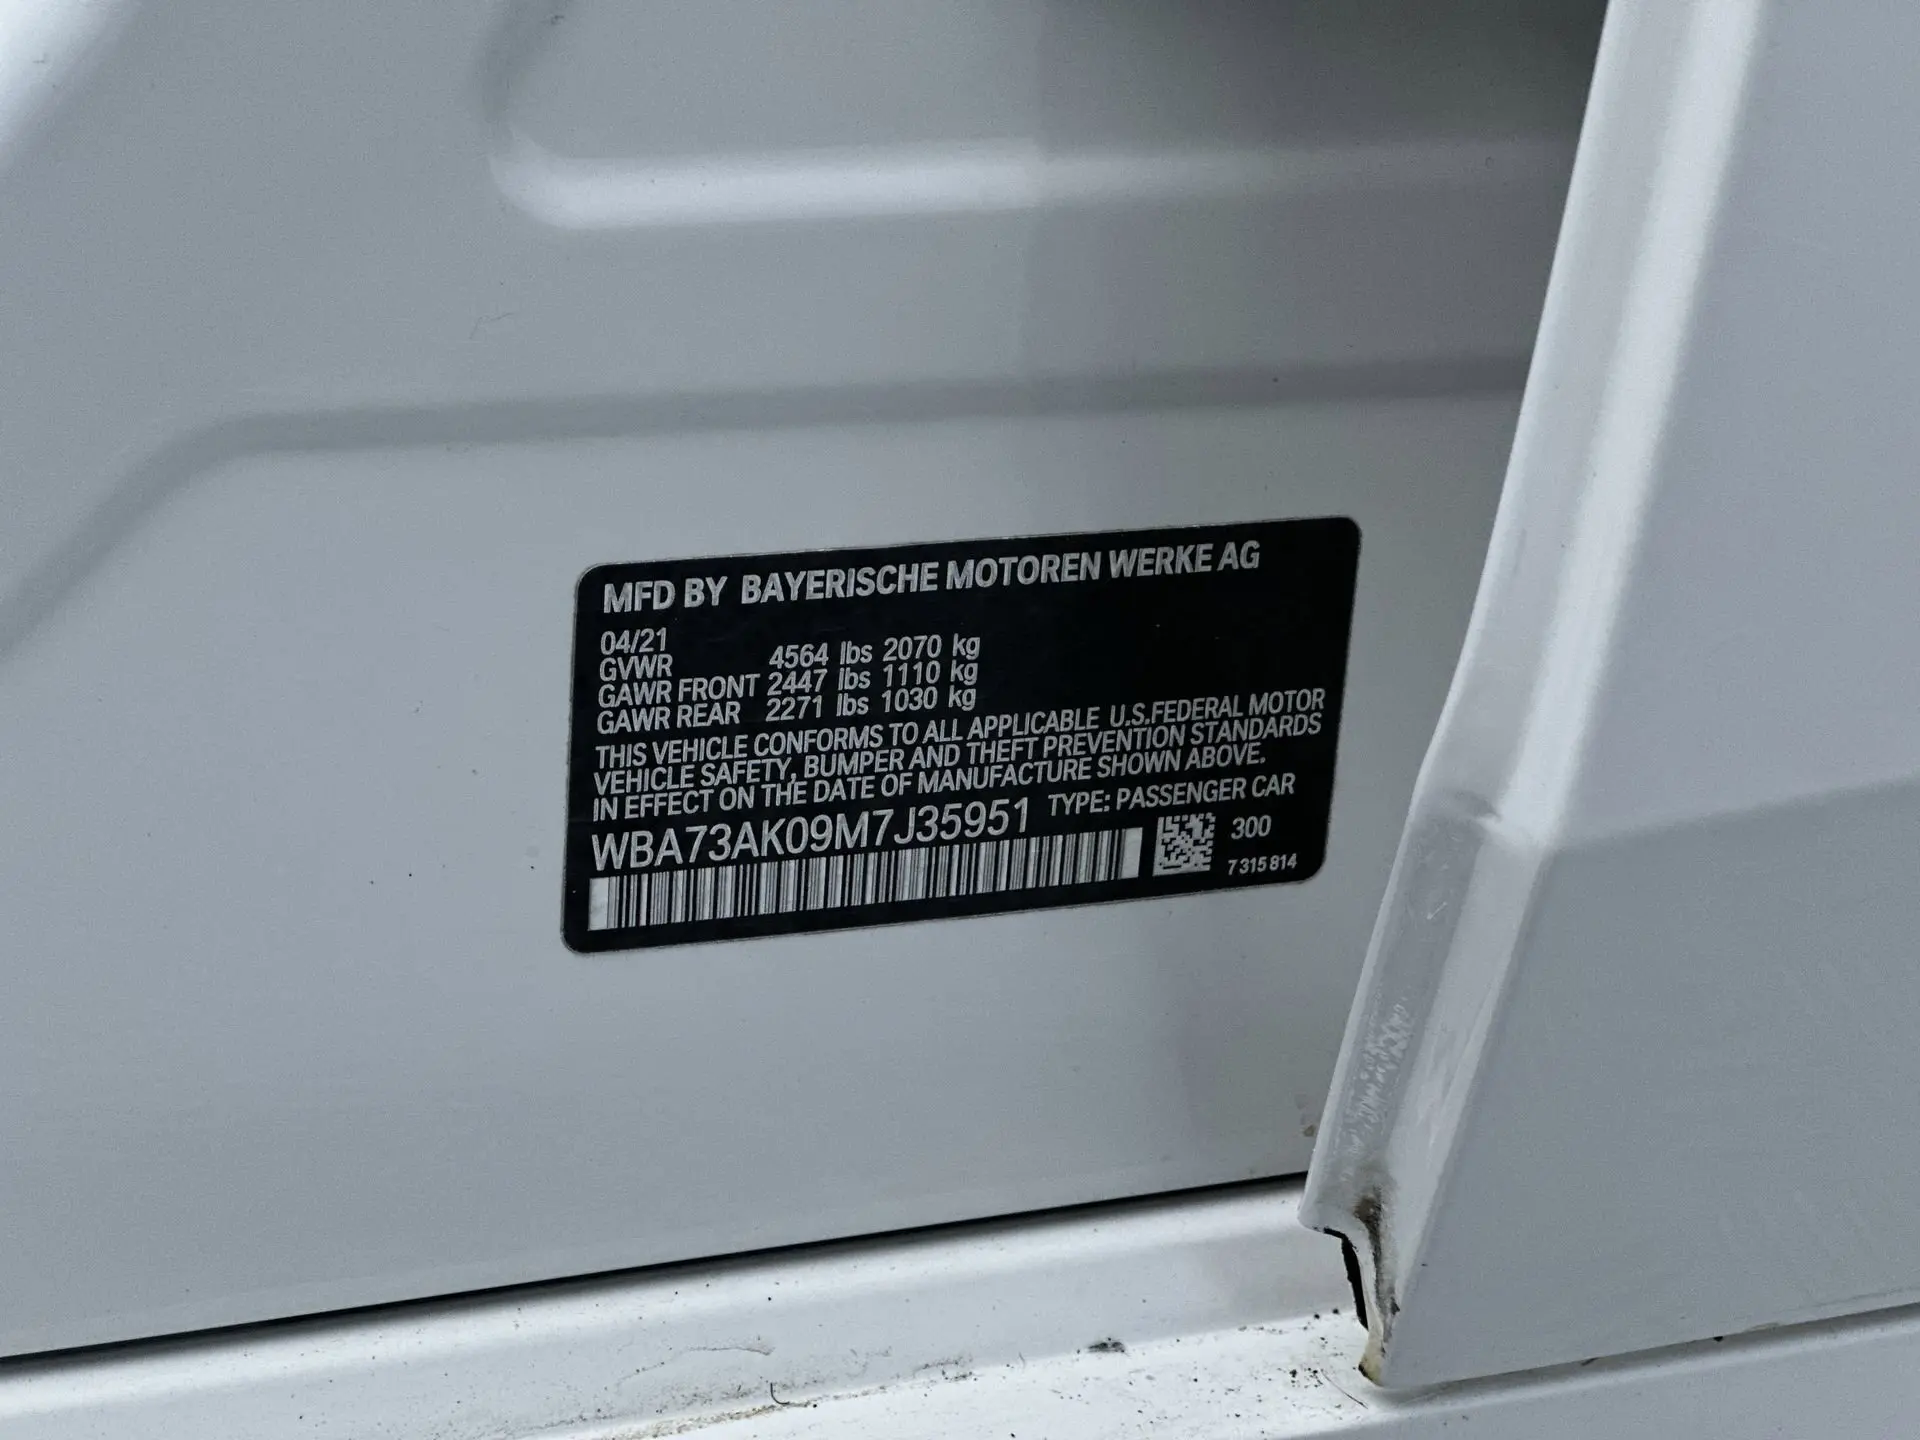 MFD BY BAYERISCHE MOTOREN WERKE AG
04/21
GVWR 4564 lbs 2070 kg
GAWR FRONT 2447 lbs 1110 kg
GAWR REAR 2271 lbs 1030 kg
THIS VEHICLE CONFORMS TO ALL APPLICABLE U.S.FEDERAL MOTOR
VEHICLE SAFETY, BUMPER AND THEFT PREVENTION STANDARDS
IN EFFECT ON THE DATE OF MANUFACTURE SHOWN ABOVE.
WBA73AK09M7J35951 TYPE: PASSENGER CAR
300
7 315 814